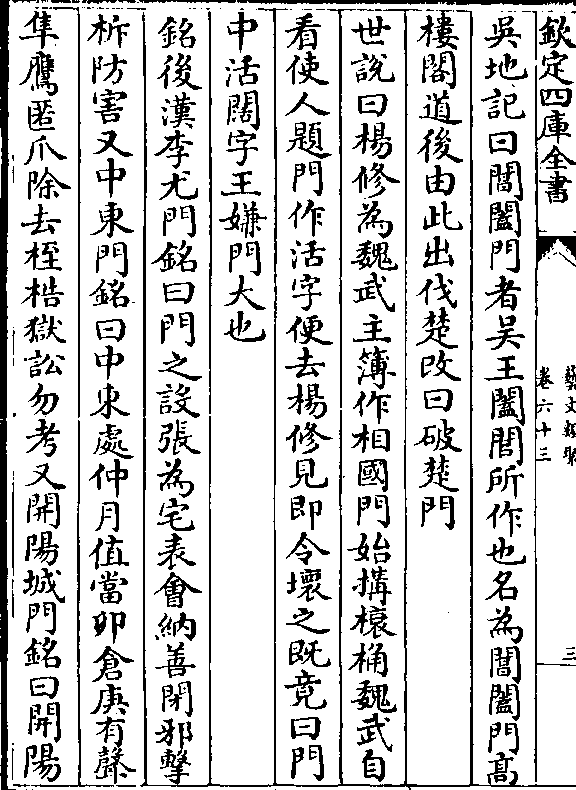 欽定四庫全書
藝文類聚
卷六十三
三
吳地記曰閶闔門者吳王闔閭所作也名為閶闔門高
樓閣道後由此出伐楚改曰破楚門
世說曰楊修為魏武主簿作相國門始搆榱桷魏武自
看使人題門作活字便去楊修見即令壞之既竟曰門
中活闊字王嫌門大也
銘後漢李尤門銘曰門之設張為宅表會納善閉邪擊
柝防害又中東門銘曰中東處仲月值當卯倉庚有聲
隼鷹匿爪除去桎梏獄訟勿考又開陽城門銘曰開陽